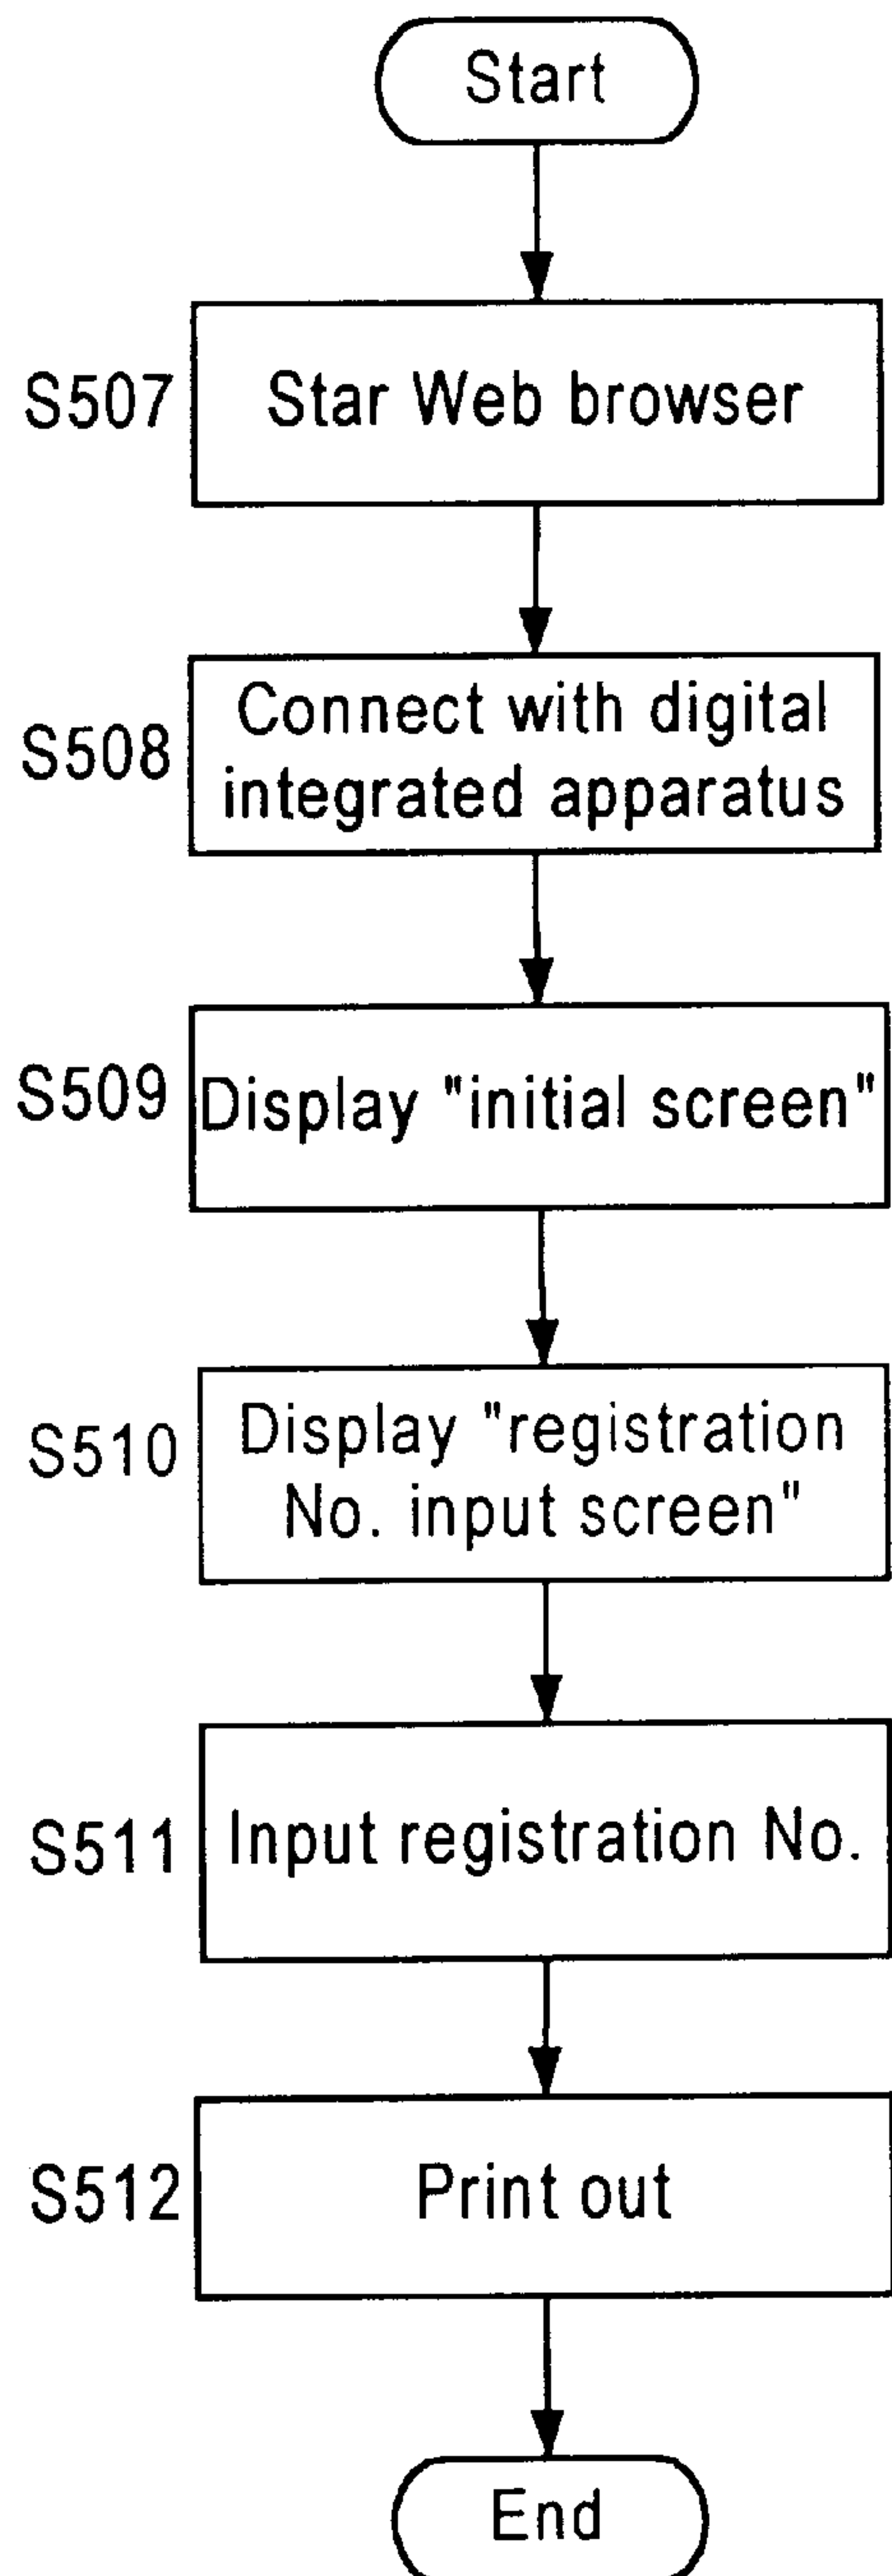 Start
S507
Star Web browser
S508
Connect with digital
integrated apparatus
S509
Display "initial screen"
S510
Display "registration
No. input screen"
S511
Input registration No.
S512
Print out
End